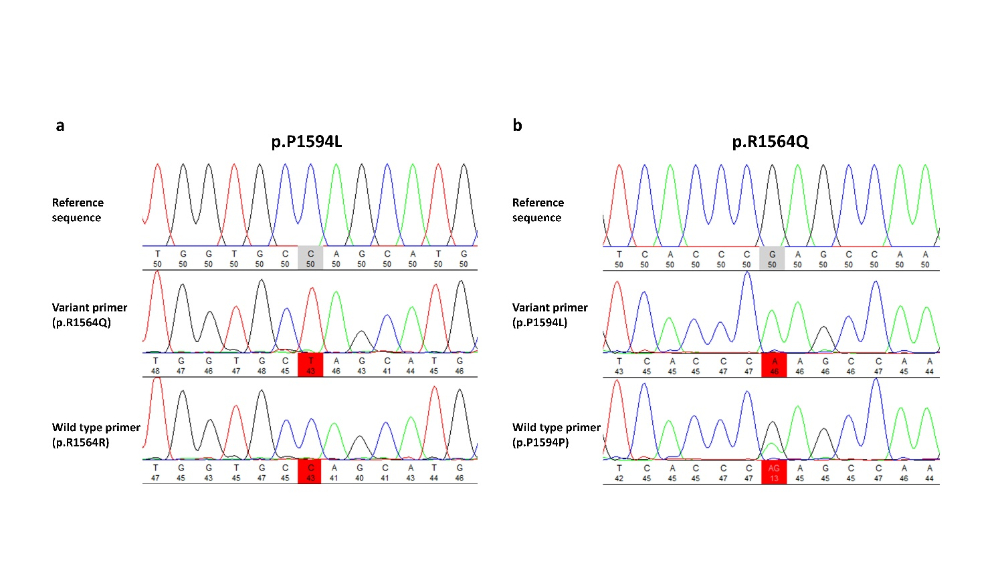 a
p.P1594L
Reference
sequence
T G G T G C C A G C A T G
50 50 50 50 50 50 50 50 50 50 50 50 50
Variant primer
(p.R1564Q)
T G G T G C T A G C A T G
48 47 46 47 48 45 43 46 43 41 44 45 46
Wild type primer
(p.R1564R)
T G G T G C C A G C A T G
47 45 43 45 47 45 43 41 40 41 43 44 46
b
p.R1564Q
Reference
sequence
T C A C C C G A G C C A A
50 50 50 50 50 50 50 50 50 50 50 50 50
Variant primer
(p.P1594L)
T C A C C C A A G C C A A
43 45 45 45 47 47 46 46 46 46 47 45 44
Wild type primer
(p.P1594P)
T C A C C C AG A G C C A A
42 45 45 45 47 47 13 45 45 45 47 46 44